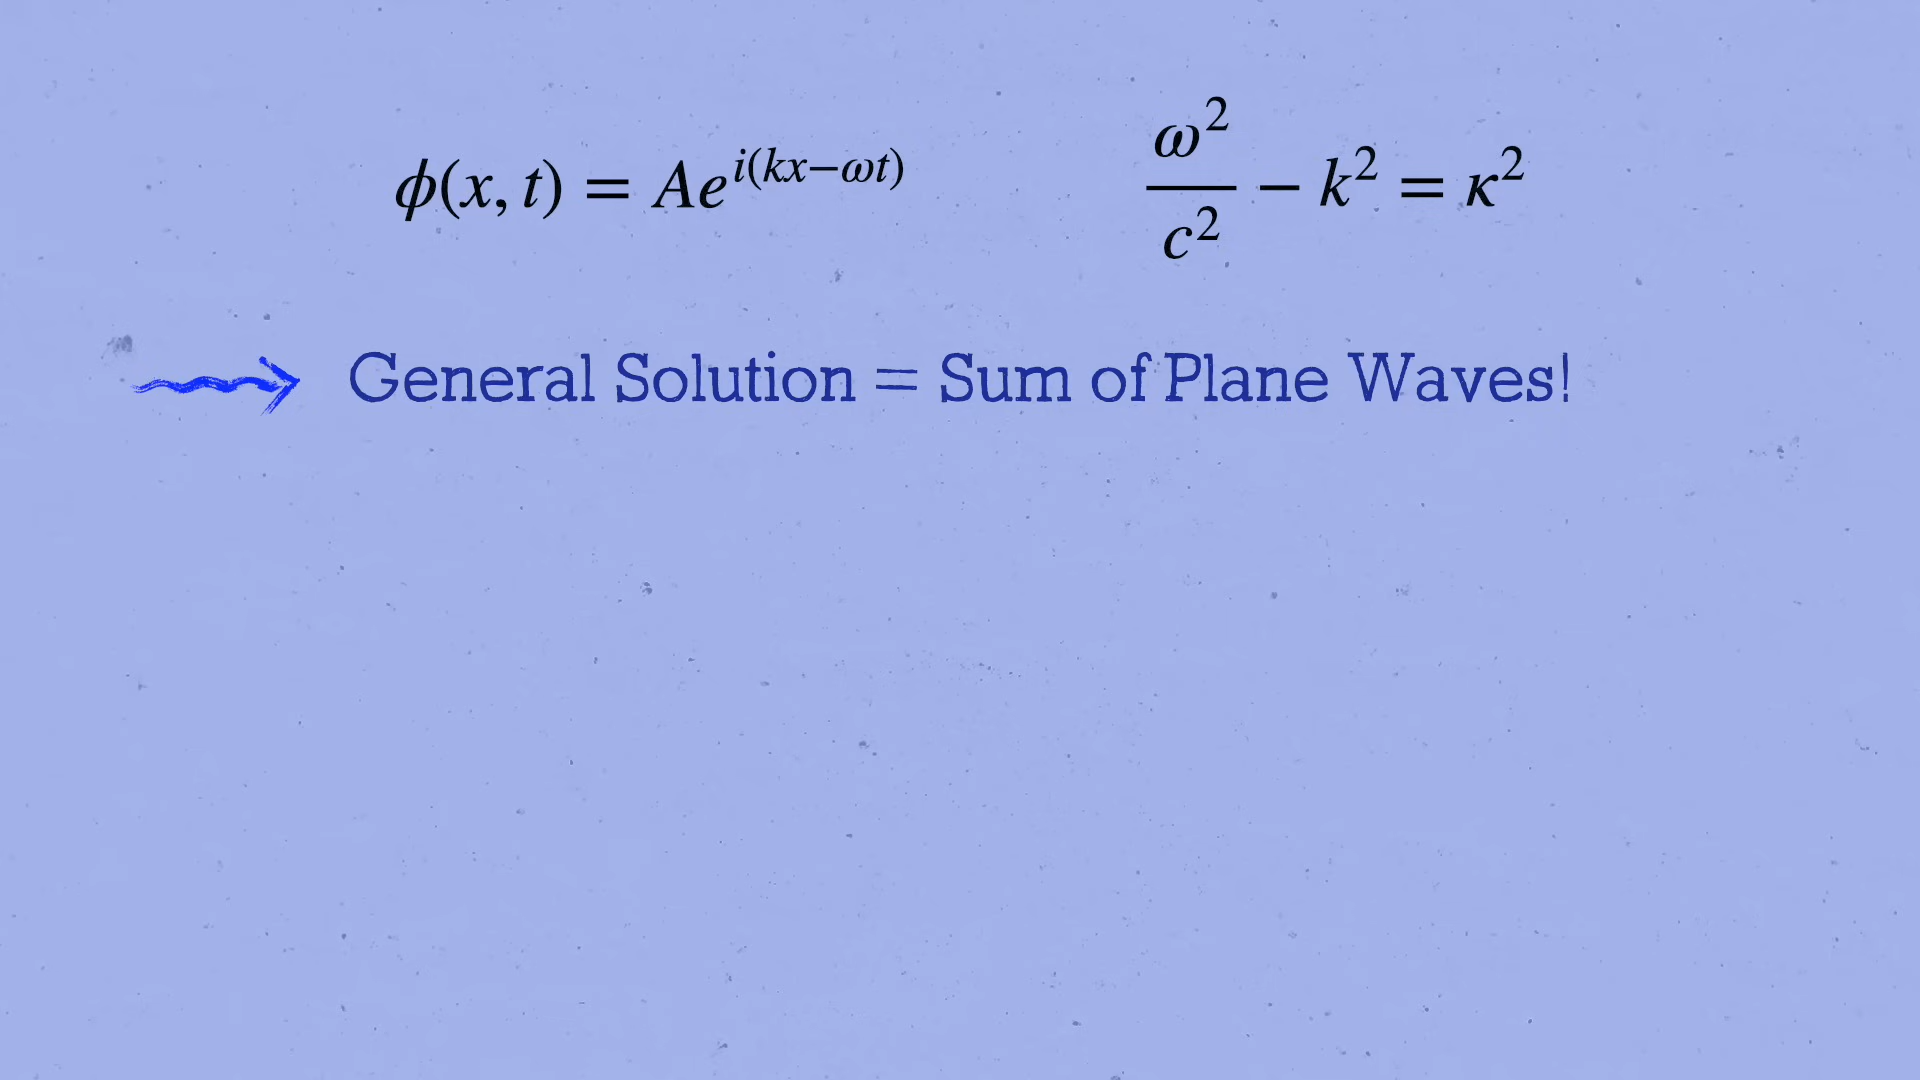 ϕ(x, t) = Ae^{i(kx−ωt)}    ω²/c² − k² = κ²
General Solution = Sum of Plane Waves!